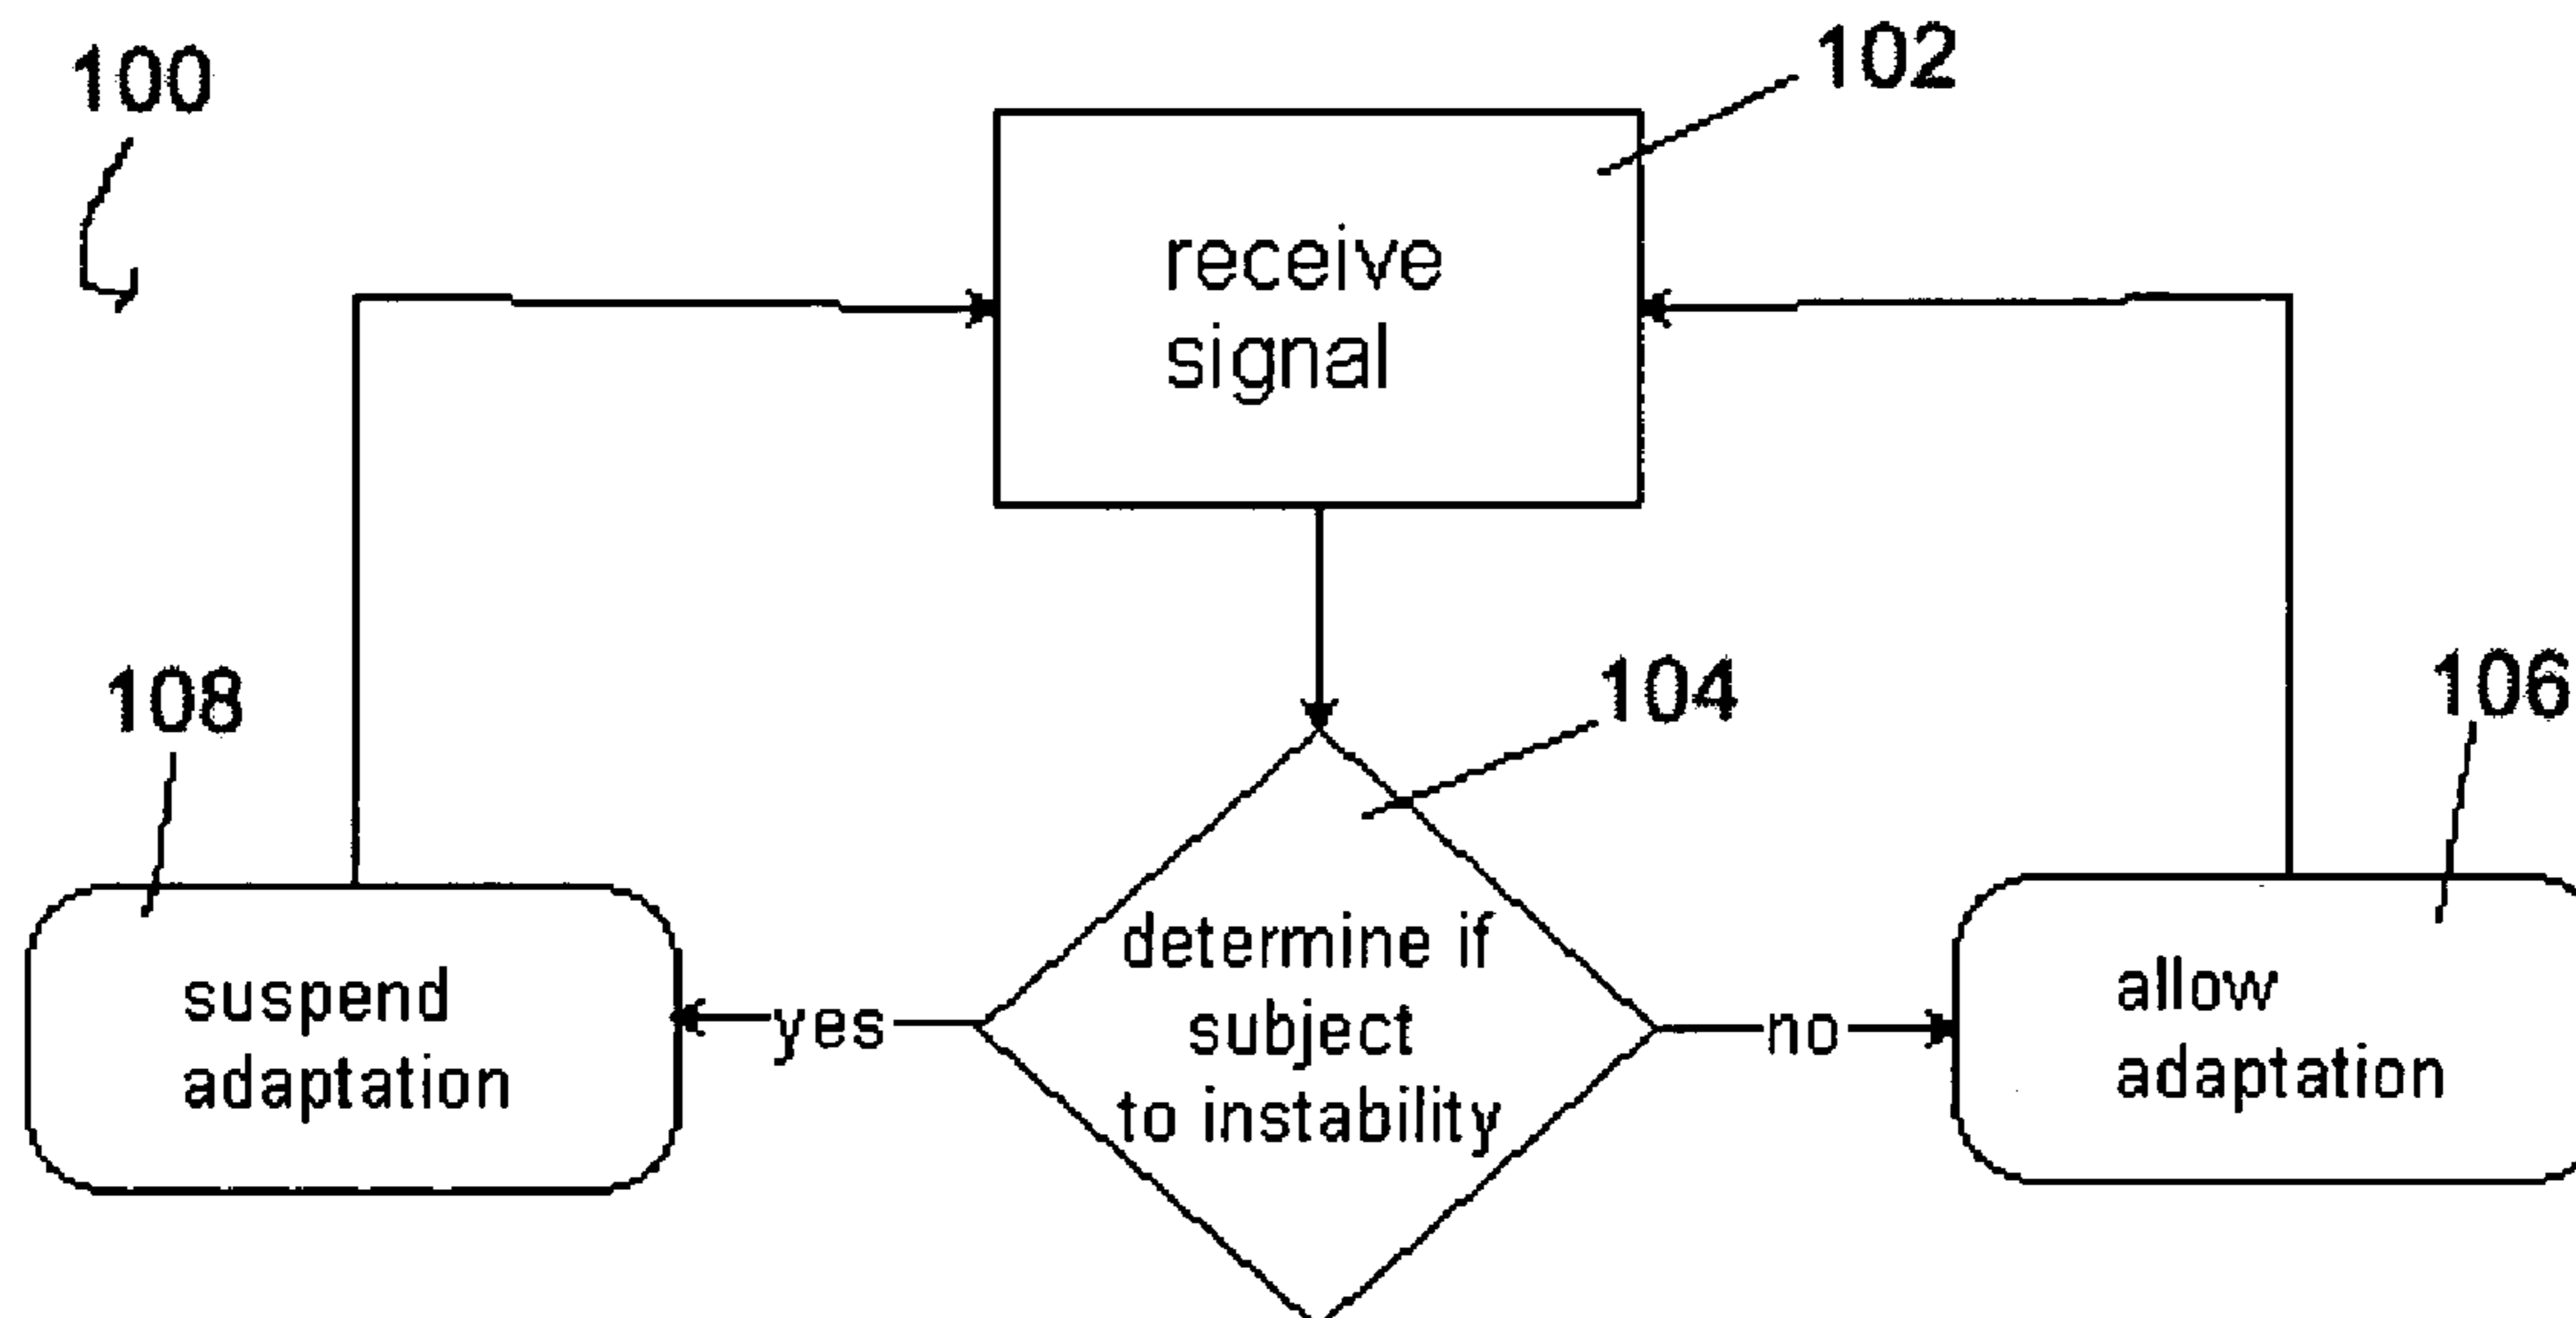 100
102
receive
signal
108
104
106
determine if
subject
to instability
suspend
adaptation
yes
no
allow
adaptation